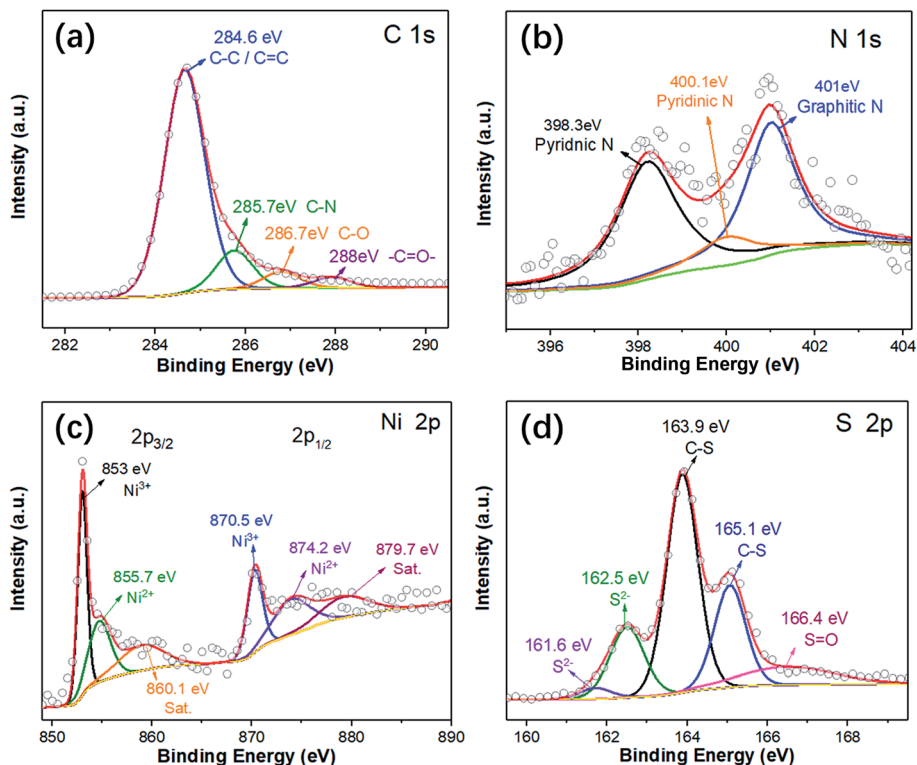 (a)
C 1s
284.6 eV
C-C / C=C
285.7eV C-N
286.7eV C-O
288eV -C=O-
Intensity (a.u.)
282 284 286 288 290
Binding Energy (eV)
(b)
N 1s
400.1eV
Pyridinic N
401eV
Graphitic N
398.3eV
Pyridnic N
Intensity (a.u.)
396 398 400 402 404
Binding Energy (eV)
(c)
Ni 2p
2p3/2
2p1/2
853 eV
Ni3+
855.7 eV
Ni2+
860.1 eV
Sat.
870.5 eV
Ni3+
874.2 eV
Ni2+
879.7 eV
Sat.
Intensity (a.u.)
850 860 870 880 890
Binding Energy (eV)
(d)
S 2p
163.9 eV
C-S
165.1 eV
C-S
162.5 eV
S2-
161.6 eV
S2-
166.4 eV
S=O
Intensity (a.u.)
160 162 164 166 168
Binding Energy (eV)